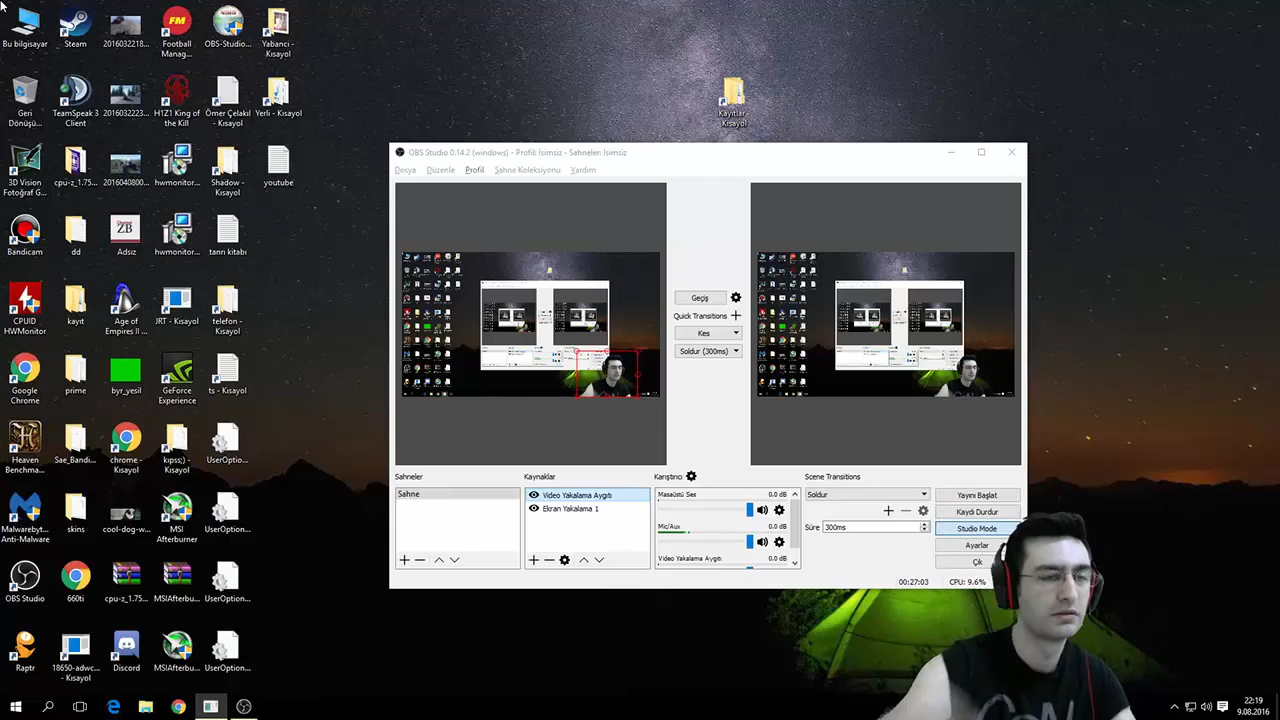 Bu bilgisayar
Steam
2016032218...
Football
Manag...
OBS-Studio...
Yabancı -
Kısayol
Geri
Dönüşü...
TeamSpeak 3
Client
2016032223...
H1Z1 King of
the Kill
Ömer Çelakıl
- Kısayol
Yerli - Kısayol
3D Vision
Fotoğraf G...
cpu-z_1.75...
2016040800...
hwmonitor...
Shadow -
Kısayol
youtube
Bandicam
dd
Adsız
hwmonitor...
tanrı kitabı
CPUID
HWMonitor
kayıt
Age of
Empires II ...
JRT - Kısayol
telefon -
Kısayol
Google
Chrome
prime
byr_yesil
GeForce
Experience
ts - Kısayol
Heaven
Benchma...
Sae_Bandi...
chrome -
Kısayol
kıpss;) -
Kısayol
UserOptio...
Malwarebyt...
Anti-Malware
skins
cool-dog-w...
MSI
Afterburner
UserOptio...
OBS Studio
660ti
cpu-z_1.75...
MSIAfterbu...
UserOptio...
Raptr
18650-adwc...
- Kısayol
Discord
MSIAfterbu...
UserOptio...
Kayıtlar -
Kısayol
OBS Studio 0.14.2 (windows) - Profil: İsimsiz - Sahneler: İsimsiz
Dosya Düzenle Profil Sahne Koleksiyonu Yardım
Geçiş
Quick Transitions
Kes
Soldur (300ms)
Sahneler
Sahne
Kaynaklar
Video Yakalama Aygıtı
Ekran Yakalama 1
Karıştırıcı
Masaüstü Ses 0.0 dB
Mic/Aux 0.0 dB
Video Yakalama Aygıtı 0.0 dB
Scene Transitions
Soldur
Süre 300ms
Yayını Başlat
Kaydı Durdur
Studio Mode
Ayarlar
Çık
00:27:03 CPU: 9.6%
22:19
9.08.2016